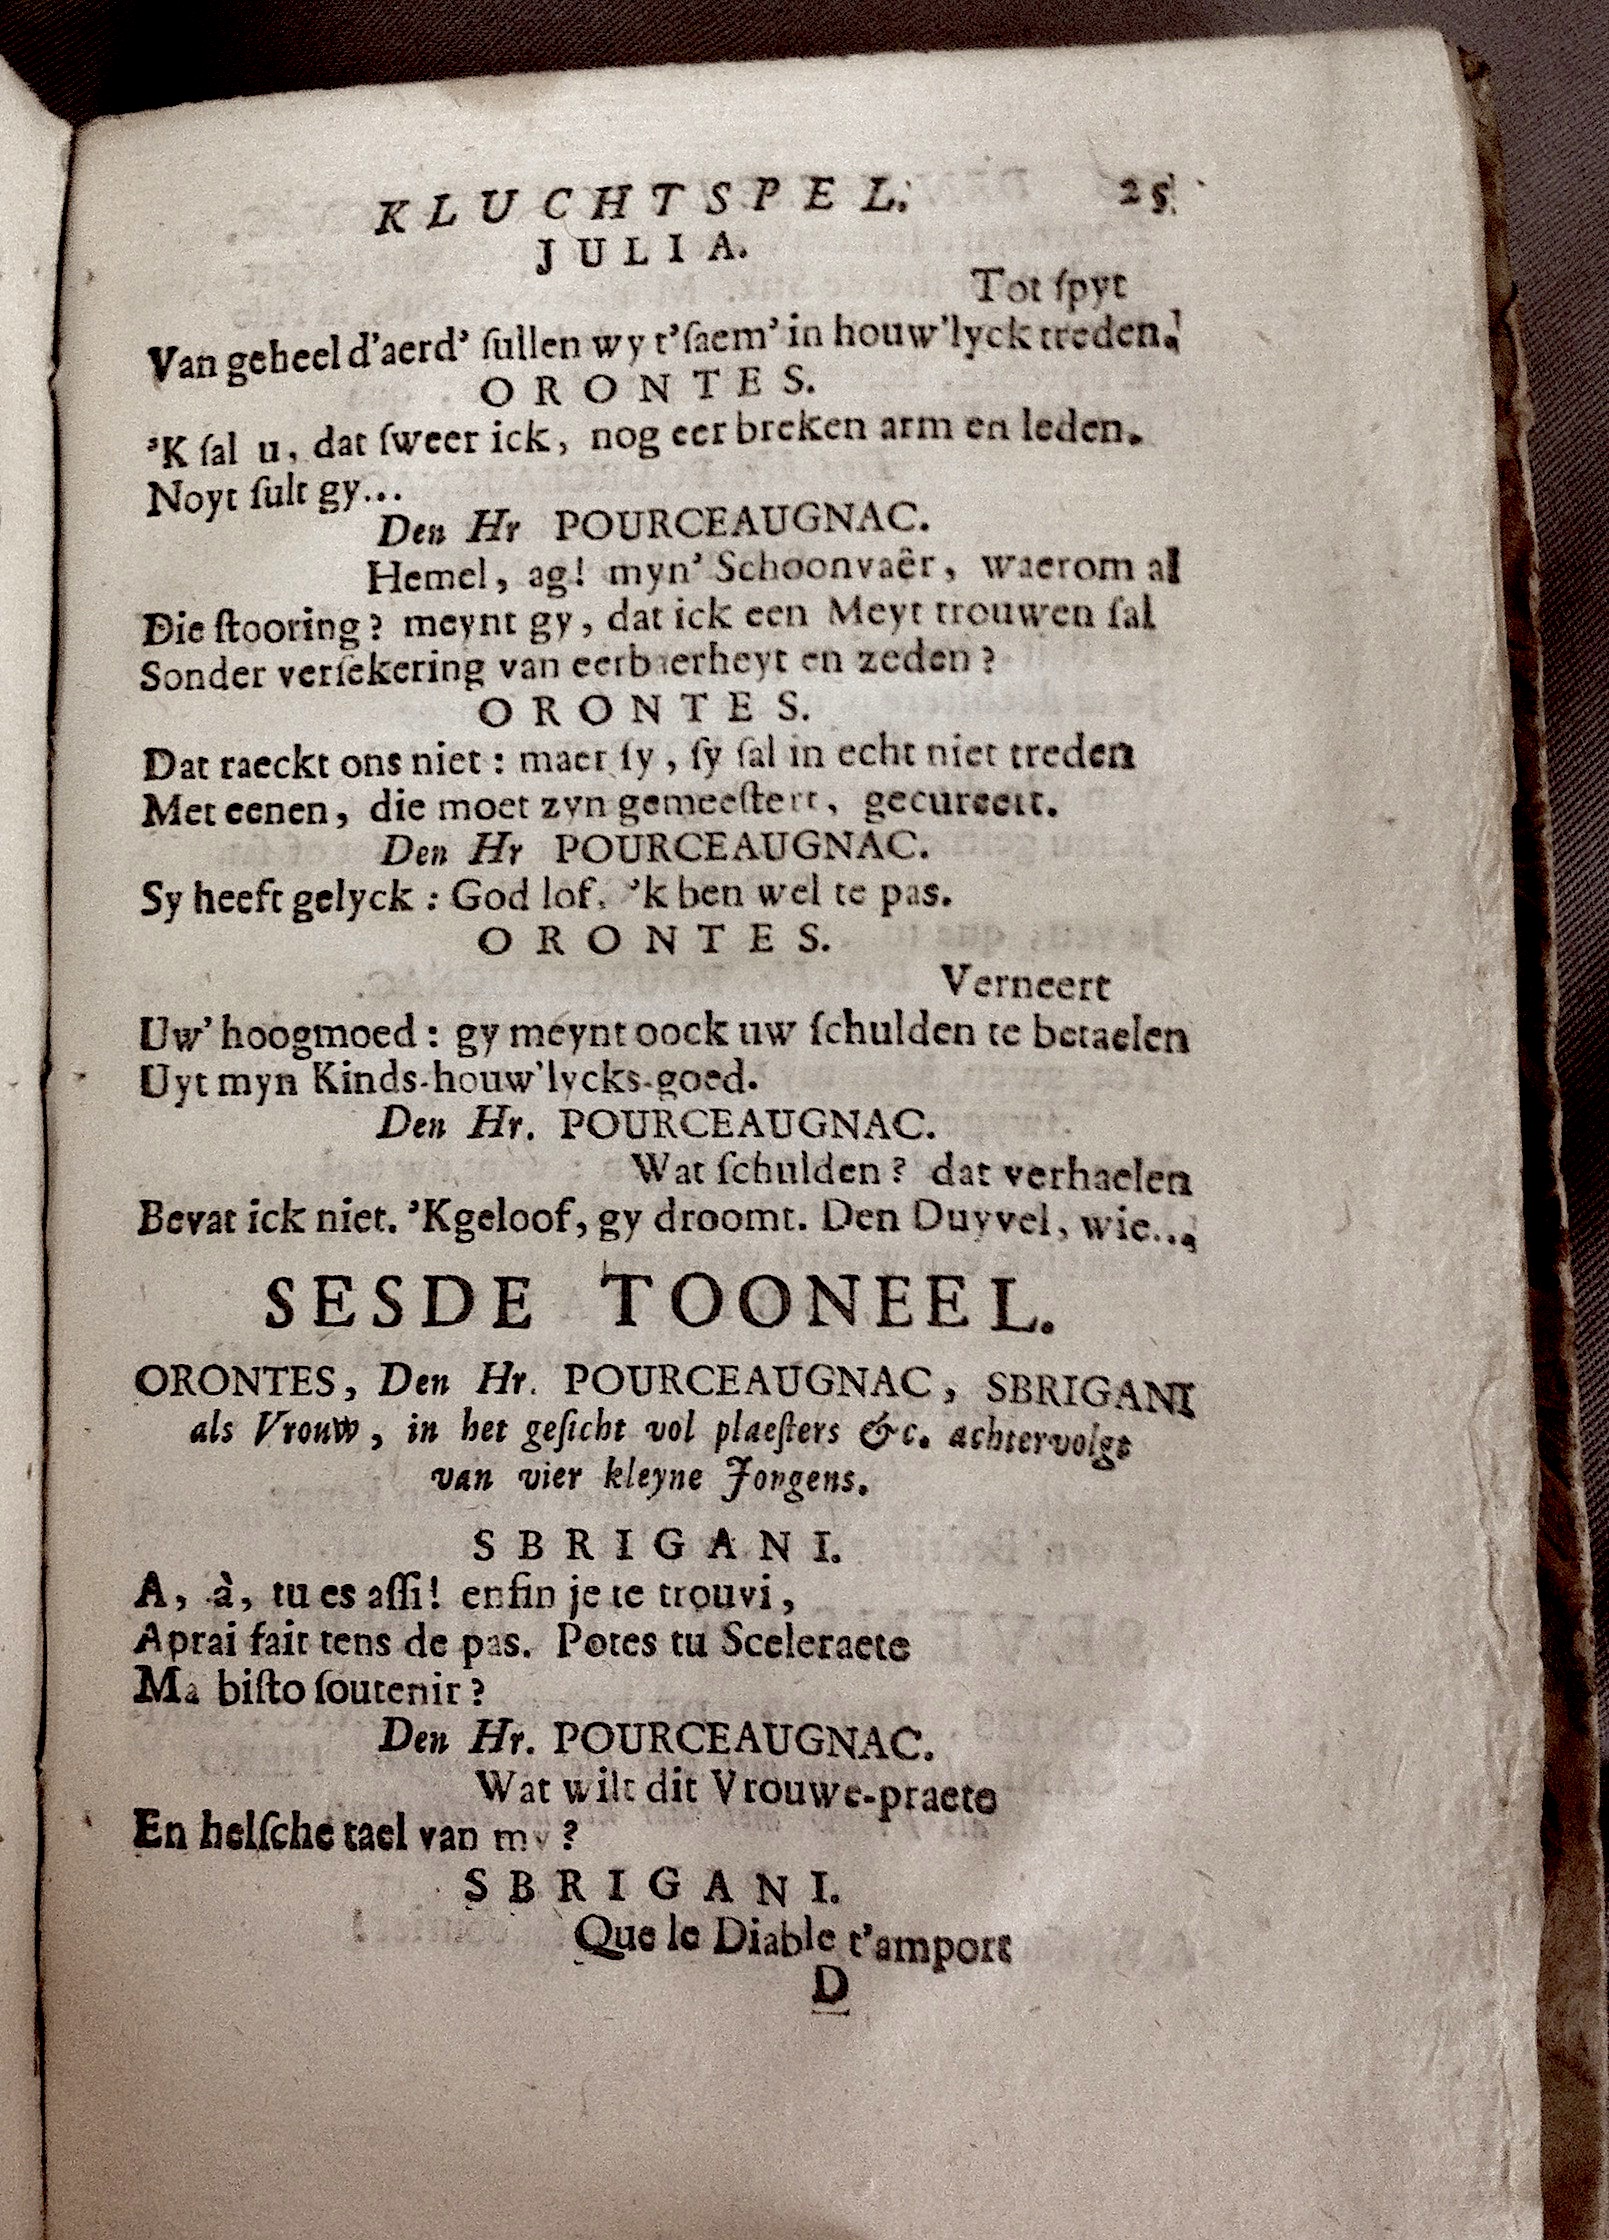 KLUCHTSPEL. 25.
JULIA.
Tot ſpyt
Van geheel d'aerd' ſullen wy t'ſaem' in houw'lyck treden.
ORONTES.
'K ſal u, dat ſweer ick, nog eer breken arm en leden.
Noyt ſult gy...
Den Hr POURCEAUGNAC.
Hemel, ag! myn' Schoonvaêr, waerom al
Die ſtooring? meynt gy, dat ick een Meyt trouwen ſal
Sonder verſekering van eerbaerheyt en zeden?
ORONTES.
Dat raeckt ons niet: maer ſy, ſy ſal in echt niet treden
Met eenen, die moet zyn gemeeſtert, gecureert.
Den Hr POURCEAUGNAC.
Sy heeft gelyck: God lof, 'k ben wel te pas.
ORONTES.
Verneert
Uw' hoogmoed: gy meynt oock uw ſchulden te betaelen
Uyt myn Kinds-houw'lycks-goed.
Den Hr. POURCEAUGNAC.
Wat ſchulden? dat verhaelen
Bevat ick niet. 'Kgeloof, gy droomt. Den Duyvel, wie...
SESDE TOONEEL.
ORONTES, Den Hr. POURCEAUGNAC, SBRIGANI
als Vrouw, in het geſicht vol plaeſters &c. achtervolgt
van vier kleyne Jongens.
SBRIGANI.
A, à, tu es aſſi! enfin je te trouvi,
Aprai fait tens de pas. Potes tu Sceleraete
Ma biſto ſoutenir?
Den Hr. POURCEAUGNAC.
Wat wilt dit Vrouwe-praete
En helſche tael van my?
SBRIGANI.
Que le Diable t'amport
D